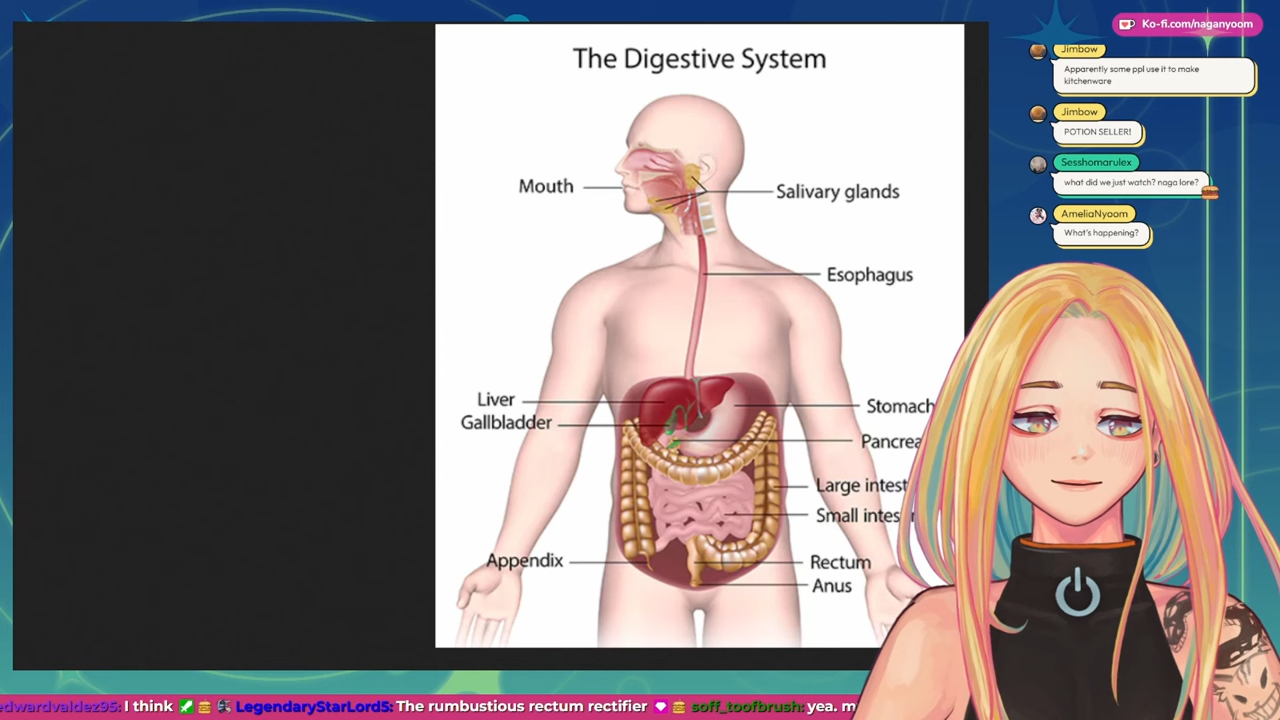 Ko-fi.com/naganyoom
The Digestive System
Mouth
Salivary glands
Esophagus
Liver
Gallbladder
Stomach
Large
Small
Appendix
Rectum
Anus
Jimbow
Apparently some ppl use it to make
kitchenware
Jimbow
POTION SELLER!
Sesshomarulex
what did we just watch? naga lore?
AmeliaNyoom
What's happening?
edwardvaldez95: I think LegendaryStarLord5: The rumbustious rectum rectifier soff_toofbrush: yea.